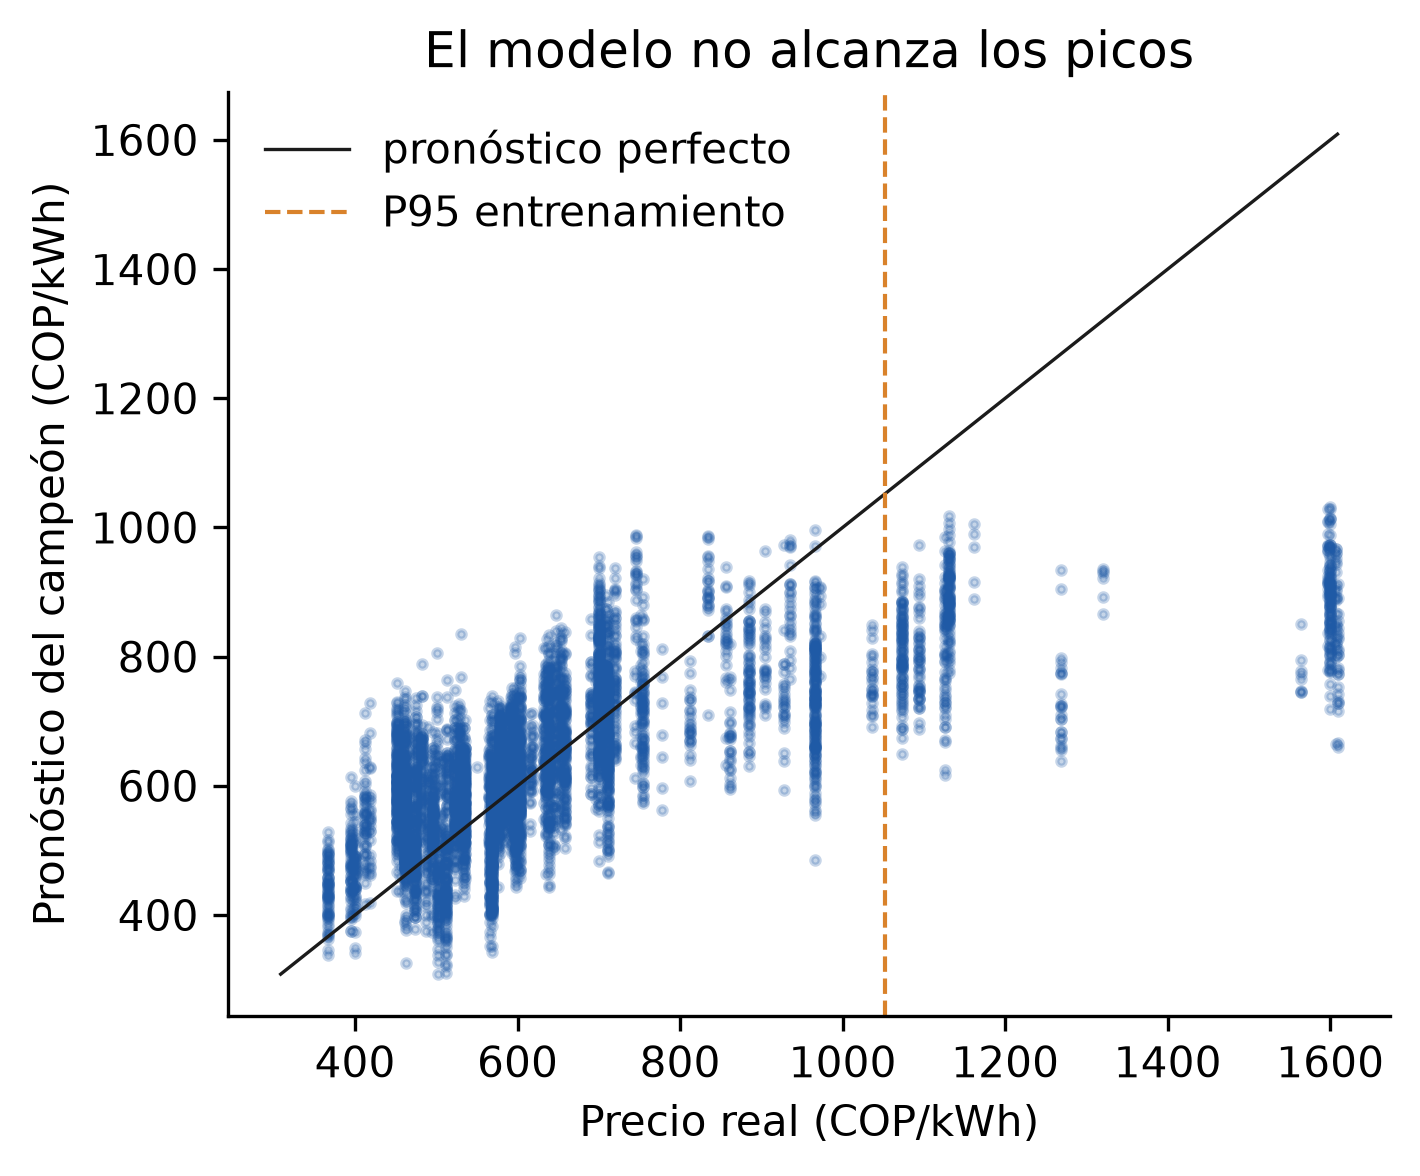 El modelo no alcanza los picos
pronóstico perfecto
P95 entrenamiento
Pronóstico del campeón (COP/kWh)
1600
1400
1200
1000
800
600
400
400 600 800 1000 1200 1400 1600
Precio real (COP/kWh)